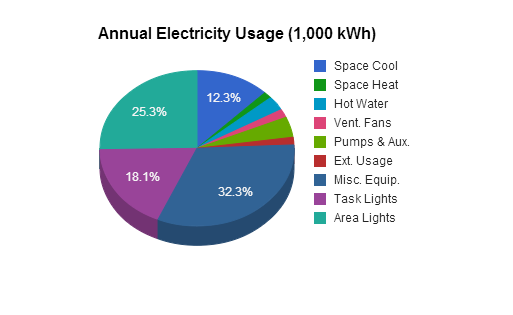 Annual Electricity Usage (1,000 kWh)
Space Cool
Space Heat
Hot Water
Vent. Fans
Pumps & Aux.
Ext. Usage
Misc. Equip.
Task Lights
Area Lights
12.3%
25.3%
18.1%
32.3%